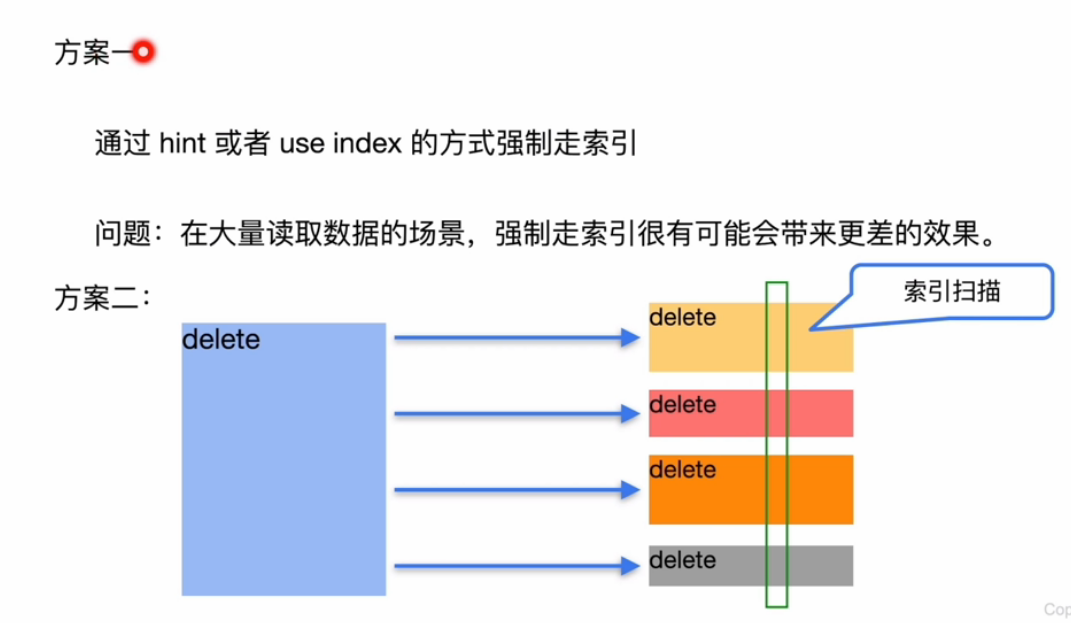 方案一
通过 hint 或者 use index 的方式强制走索引
问题：在大量读取数据的场景，强制走索引很有可能会带来更差的效果。
方案二：
索引扫描
delete
delete
delete
delete
delete
Cop